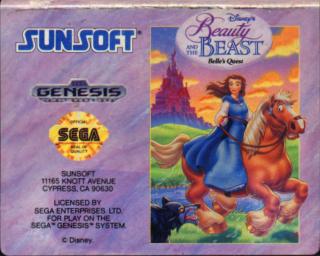 SUNSOFT®
GENESIS
OFFICIAL
SEGA
SEAL OF
QUALITY
SUNSOFT
11165 KNOTT AVENUE
CYPRESS, CA 90630
LICENSED BY
SEGA ENTERPRISES LTD.
FOR PLAY ON THE
SEGA™ GENESIS™ SYSTEM.
© Disney.
Disney's
Beauty
AND THE
BEAST
Belle's Quest